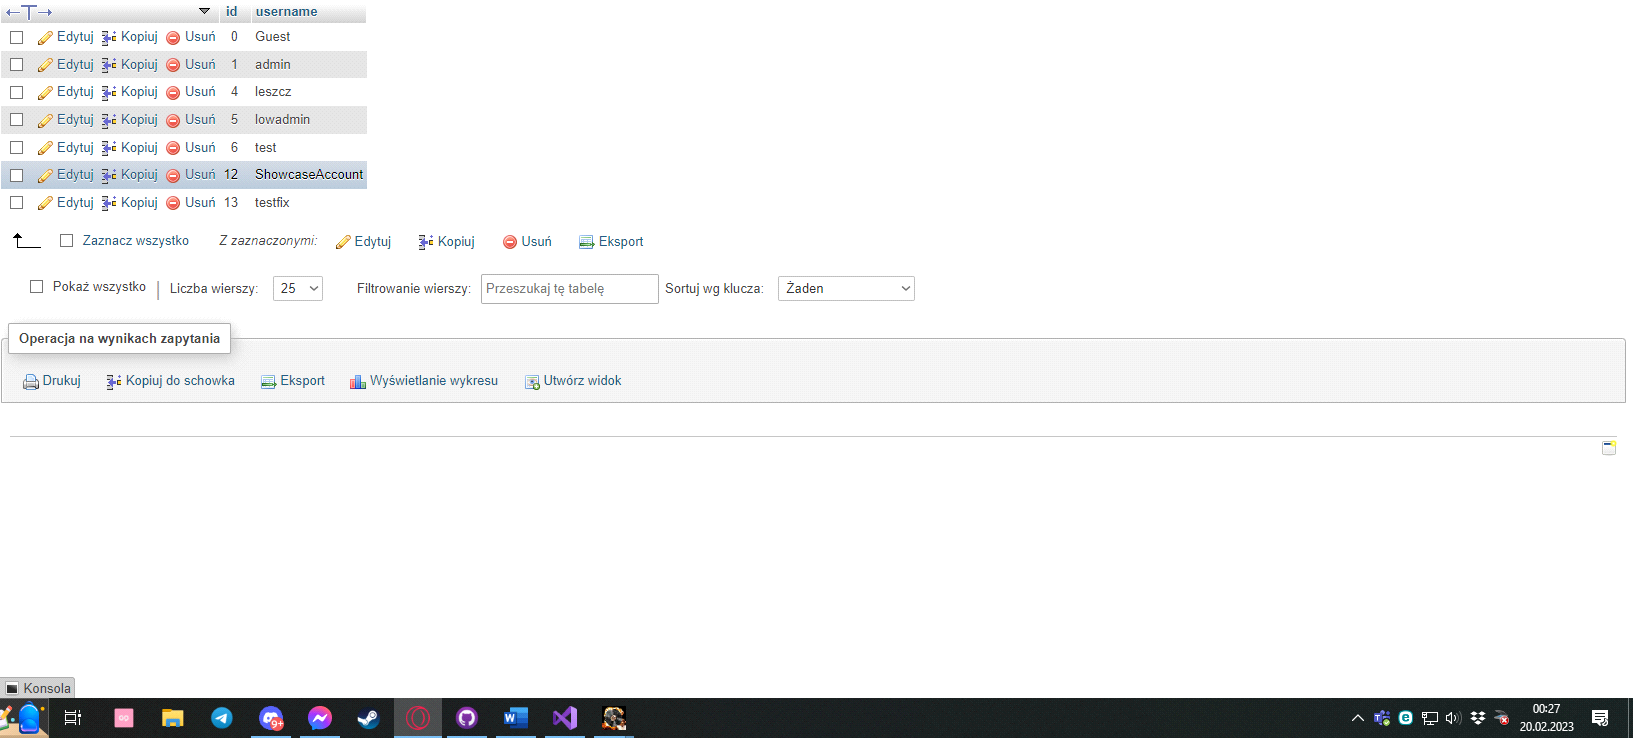 id username
Edytuj Kopiuj Usuń 0 Guest
Edytuj Kopiuj Usuń 1 admin
Edytuj Kopiuj Usuń 4 leszcz
Edytuj Kopiuj Usuń 5 lowadmin
Edytuj Kopiuj Usuń 6 test
Edytuj Kopiuj Usuń 12 ShowcaseAccount
Edytuj Kopiuj Usuń 13 testfix
Zaznacz wszystko Z zaznaczonymi: Edytuj Kopiuj Usuń Eksport
Pokaż wszystko Liczba wierszy: 25 Filtrowanie wierszy: Przeszukaj tę tabelę Sortuj wg klucza: Żaden
Operacja na wynikach zapytania
Drukuj Kopiuj do schowka Eksport Wyświetlanie wykresu Utwórz widok
Konsola
op 9+ 00:27
20.02.2023